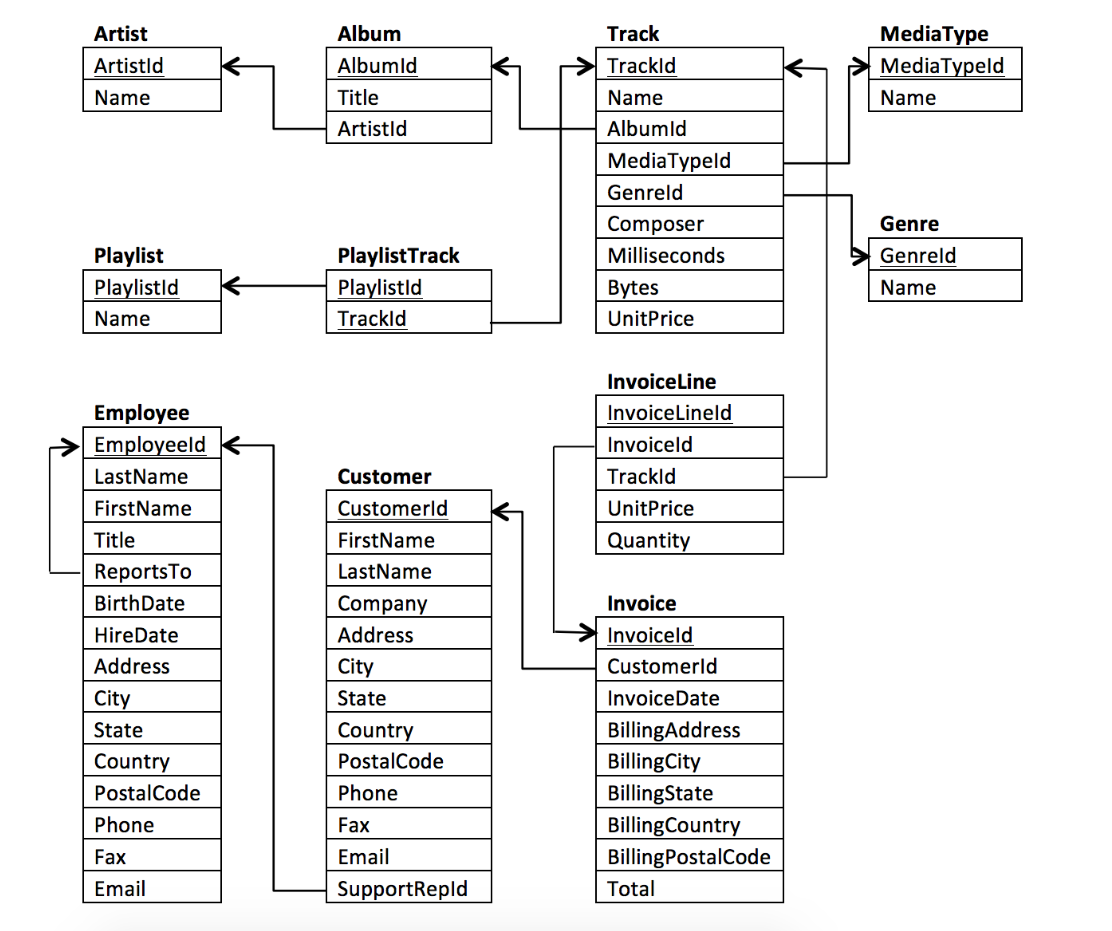 Artist
ArtistId
Name
Album
AlbumId
Title
ArtistId
Track
TrackId
Name
AlbumId
MediaTypeId
GenreId
Composer
Milliseconds
Bytes
UnitPrice
MediaType
MediaTypeId
Name
Genre
GenreId
Name
Playlist
PlaylistId
Name
PlaylistTrack
PlaylistId
TrackId
InvoiceLine
InvoiceLineId
InvoiceId
TrackId
UnitPrice
Quantity
Employee
EmployeeId
LastName
FirstName
Title
ReportsTo
BirthDate
HireDate
Address
City
State
Country
PostalCode
Phone
Fax
Email
Customer
CustomerId
FirstName
LastName
Company
Address
City
State
Country
PostalCode
Phone
Fax
Email
SupportRepId
Invoice
InvoiceId
CustomerId
InvoiceDate
BillingAddress
BillingCity
BillingState
BillingCountry
BillingPostalCode
Total